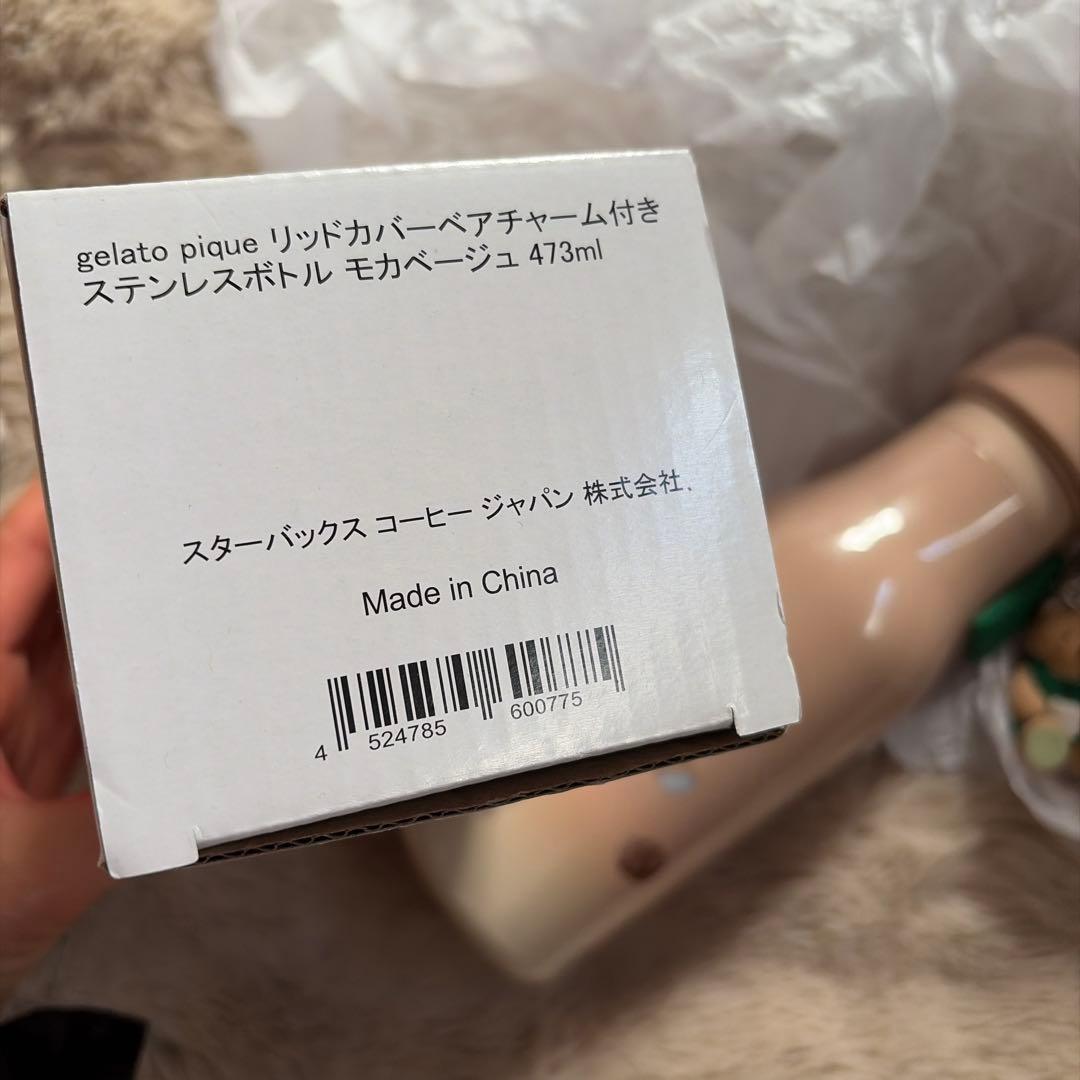 gelato pique リッドカバーベアチャーム付き
ステンレスボトル モカベージュ 473ml
スターバックス コーヒー ジャパン 株式会社.
Made in China
4 524785 600775